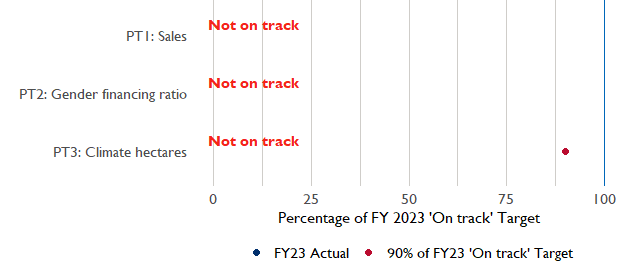 Not on track
PT1: Sales
Not on track
PT2: Gender financing ratio
Not on track
PT3: Climate hectares
0 25 50 75 100
Percentage of FY 2023 'On track' Target
FY23 Actual 90% of FY23 'On track' Target